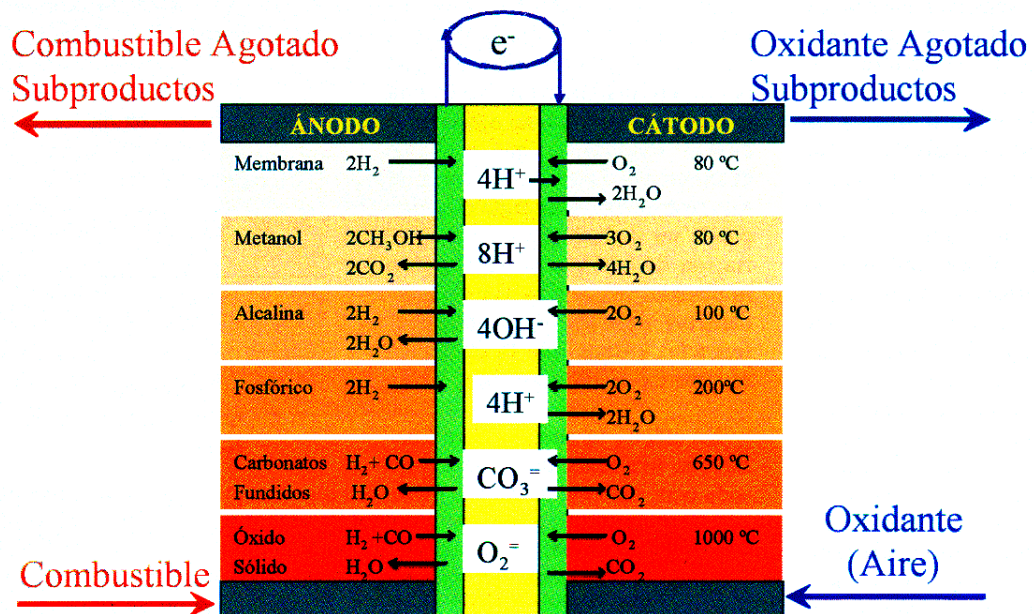 Combustible Agotado
Subproductos
e⁻
Oxidante Agotado
Subproductos
ÁNODO
CÁTODO
Membrana 2H₂ 4H⁺ O₂ 80 ºC
2H₂O
Metanol 2CH₃OH 8H⁺ 3O₂ 80 ºC
2CO₂ 4H₂O
Alcalina 2H₂ 4OH⁻ 2O₂ 100 ºC
2H₂O
Fosfórico 2H₂ 4H⁺ 2O₂ 200ºC
2H₂O
Carbonatos H₂+ CO CO₃⁼ O₂ 650 ºC
Fundidos H₂O CO₂
Óxido H₂ +CO O₂⁼ O₂ 1000 ºC
Sólido H₂O CO₂
Combustible
Oxidante
(Aire)